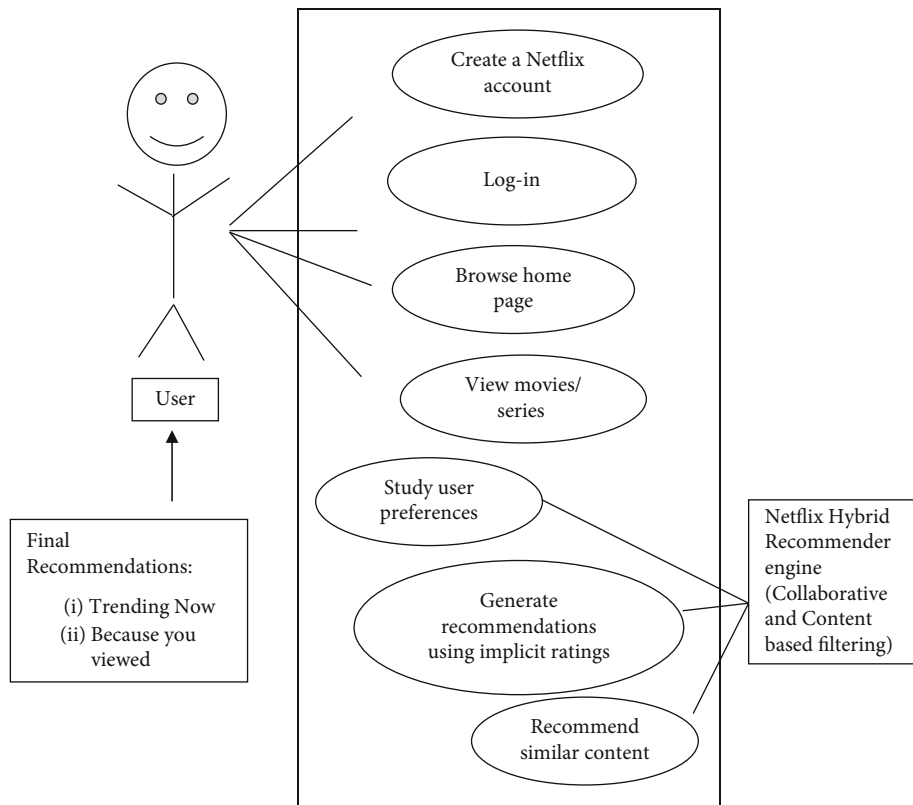 Create a Netflix
account
Log-in
Browse home
page
View movies/
series
User
Study user
preferences
Final
Recommendations:
(i) Trending Now
(ii) Because you
viewed
Generate
recommendations
using implicit ratings
Netflix Hybrid
Recommender
engine
(Collaborative
and Content
based filtering)
Recommend
similar content